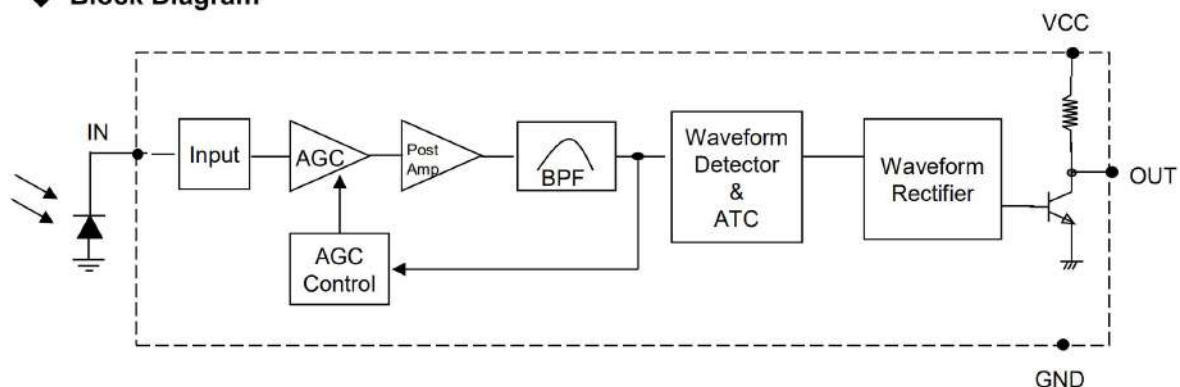 ◆ Block Diagram
VCC
IN
Input
AGC
Post
Amp
BPF
Waveform
Detector
&
ATC
Waveform
Rectifier
OUT
AGC
Control
GND